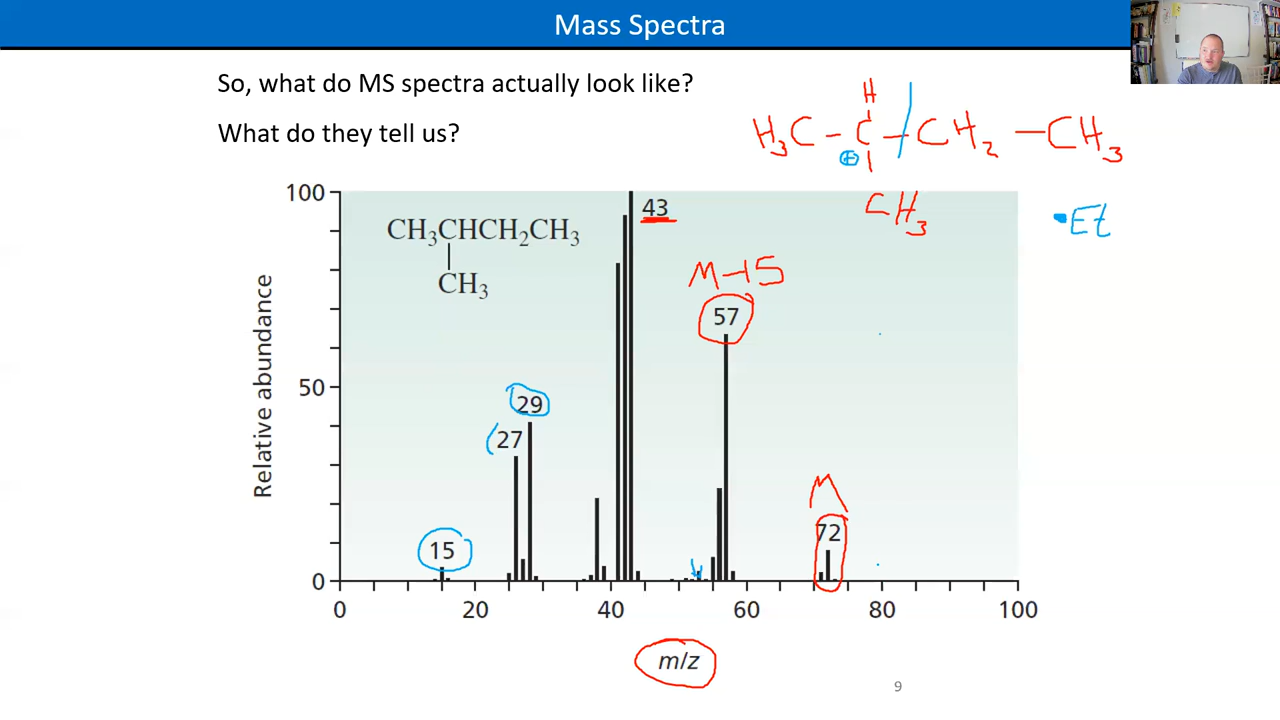 Mass Spectra
So, what do MS spectra actually look like?
What do they tell us?
H
H₃C – C – CH₂ – CH₃
⊕
CH₃
•Et
100
50
0
Relative abundance
CH₃CHCH₂CH₃
CH₃
43
M-15
57
29
27
15
M
72
0 20 40 60 80 100
m/z
9